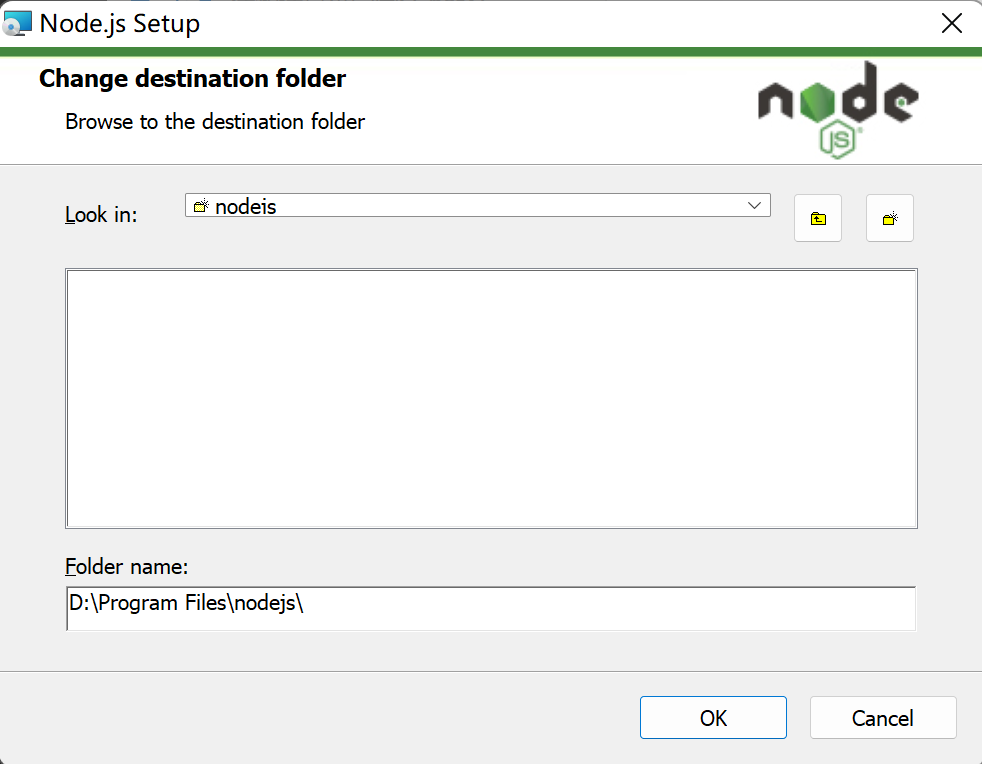 Node.js Setup
Change destination folder
Browse to the destination folder
node
JS
Look in:
nodejs
Folder name:
D:\Program Files\nodejs\
OK
Cancel